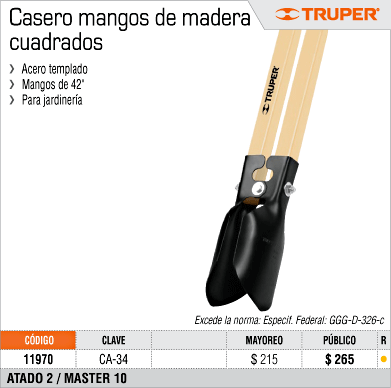 Casero mangos de madera
cuadrados
TRUPER®
› Acero templado
› Mangos de 42"
› Para jardinería
TRUPER
Excede la norma: Especif. Federal: GGG-D-326-c
CÓDIGO CLAVE MAYOREO PÚBLICO R
11970 CA-34 $ 215 $ 265
ATADO 2 / MASTER 10